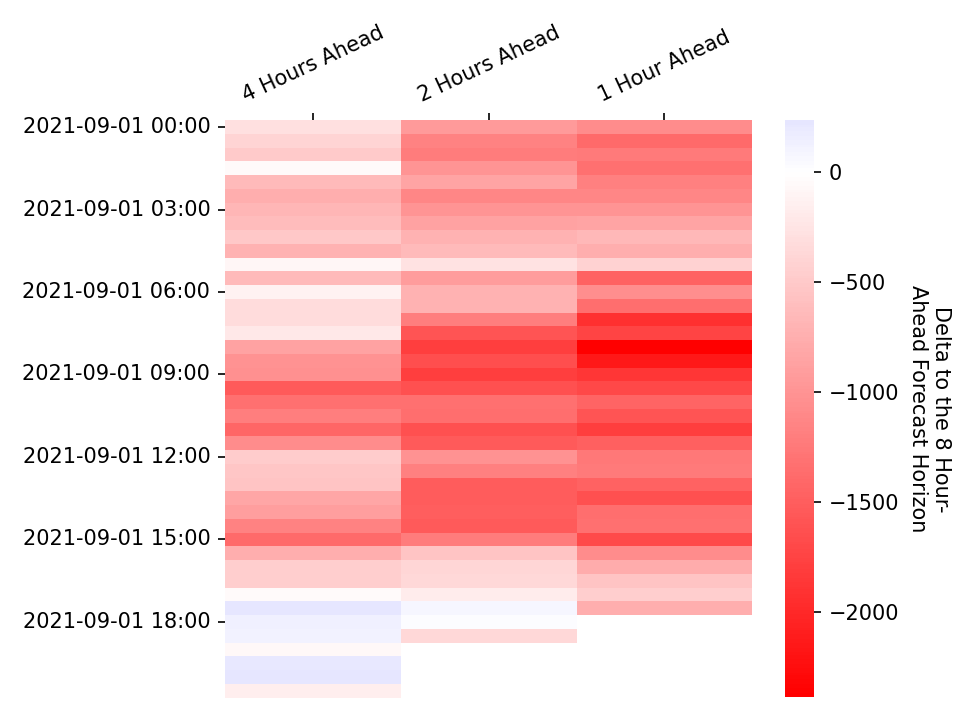 4 Hours Ahead
2 Hours Ahead
1 Hour Ahead
2021-09-01 00:00
2021-09-01 03:00
2021-09-01 06:00
2021-09-01 09:00
2021-09-01 12:00
2021-09-01 15:00
2021-09-01 18:00
0
−500
−1000
−1500
−2000
Delta to the 8 Hour-
Ahead Forecast Horizon